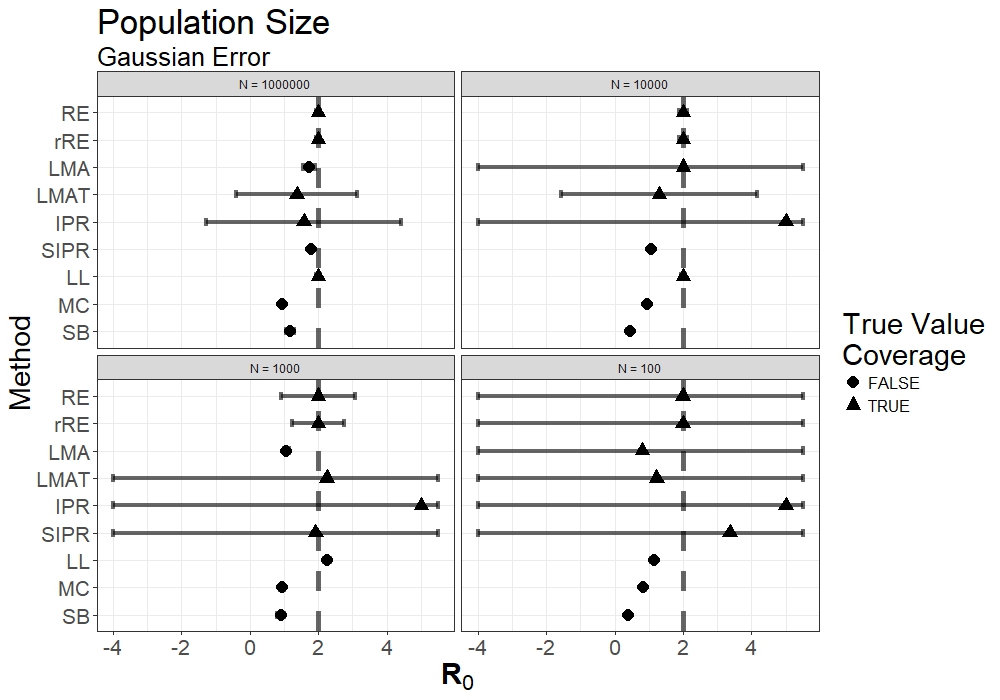 Population Size
Gaussian Error
N = 1000000
N = 10000
RE
rRE
LMA
LMAT
IPR
SIPR
LL
MC
SB
Method
N = 1000
N = 100
RE
rRE
LMA
LMAT
IPR
SIPR
LL
MC
SB
-4 -2 0 2 4
-4 -2 0 2 4
R0
True Value
Coverage
FALSE
TRUE